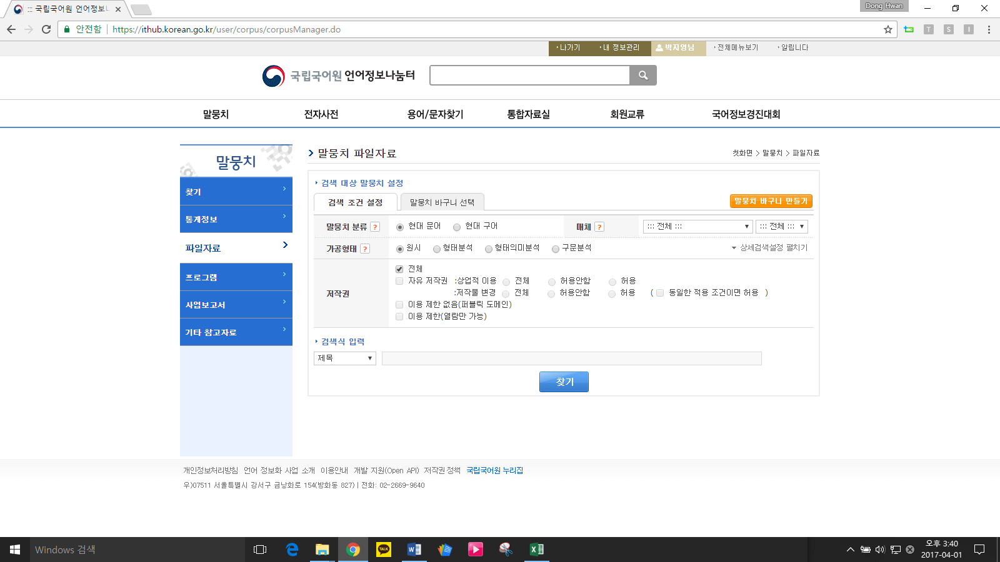 ::: 국립국어원 언어정보나
Dong Hwan
안전함 https://ithub.korean.go.kr/user/corpus/corpusManager.do
나가기 내 정보관리 박지영님 전체메뉴보기 알립니다
국립국어원 언어정보나눔터
말뭉치 전자사전 용어/문자찾기 통합자료실 회원교류 국어정보경진대회
말뭉치
찾기
통계정보
파일자료
프로그램
사업보고서
기타 참고자료
말뭉치 파일자료
첫화면 > 말뭉치 > 파일자료
검색 대상 말뭉치 설정
검색 조건 설정 말뭉치 바구니 선택 말뭉치 바구니 만들기
말뭉치 분류 ? 현대 문어 현대 구어 매체 ? ::: 전체 ::: ::: 전체 :::
가공형태 ? 원시 형태분석 형태의미분석 구문분석 상세검색설정 펼치기
저작권
전체
자유 저작권 :상업적 이용 전체 허용안함 허용
:저작물 변경 전체 허용안함 허용 ( 동일한 적용 조건이면 허용 )
이용 제한 없음(퍼블릭 도메인)
이용 제한(열람만 가능)
검색식 입력
제목
찾기
개인정보처리방침 언어 정보화 사업 소개 이용안내 개발 지원(Open API) 저작권 정책 국립국어원 누리집
우)07511 서울특별시 강서구 금낭화로 154(방화동 827) | 전화: 02-2669-9640
Windows 검색
TALK
오후 3:40
2017-04-01